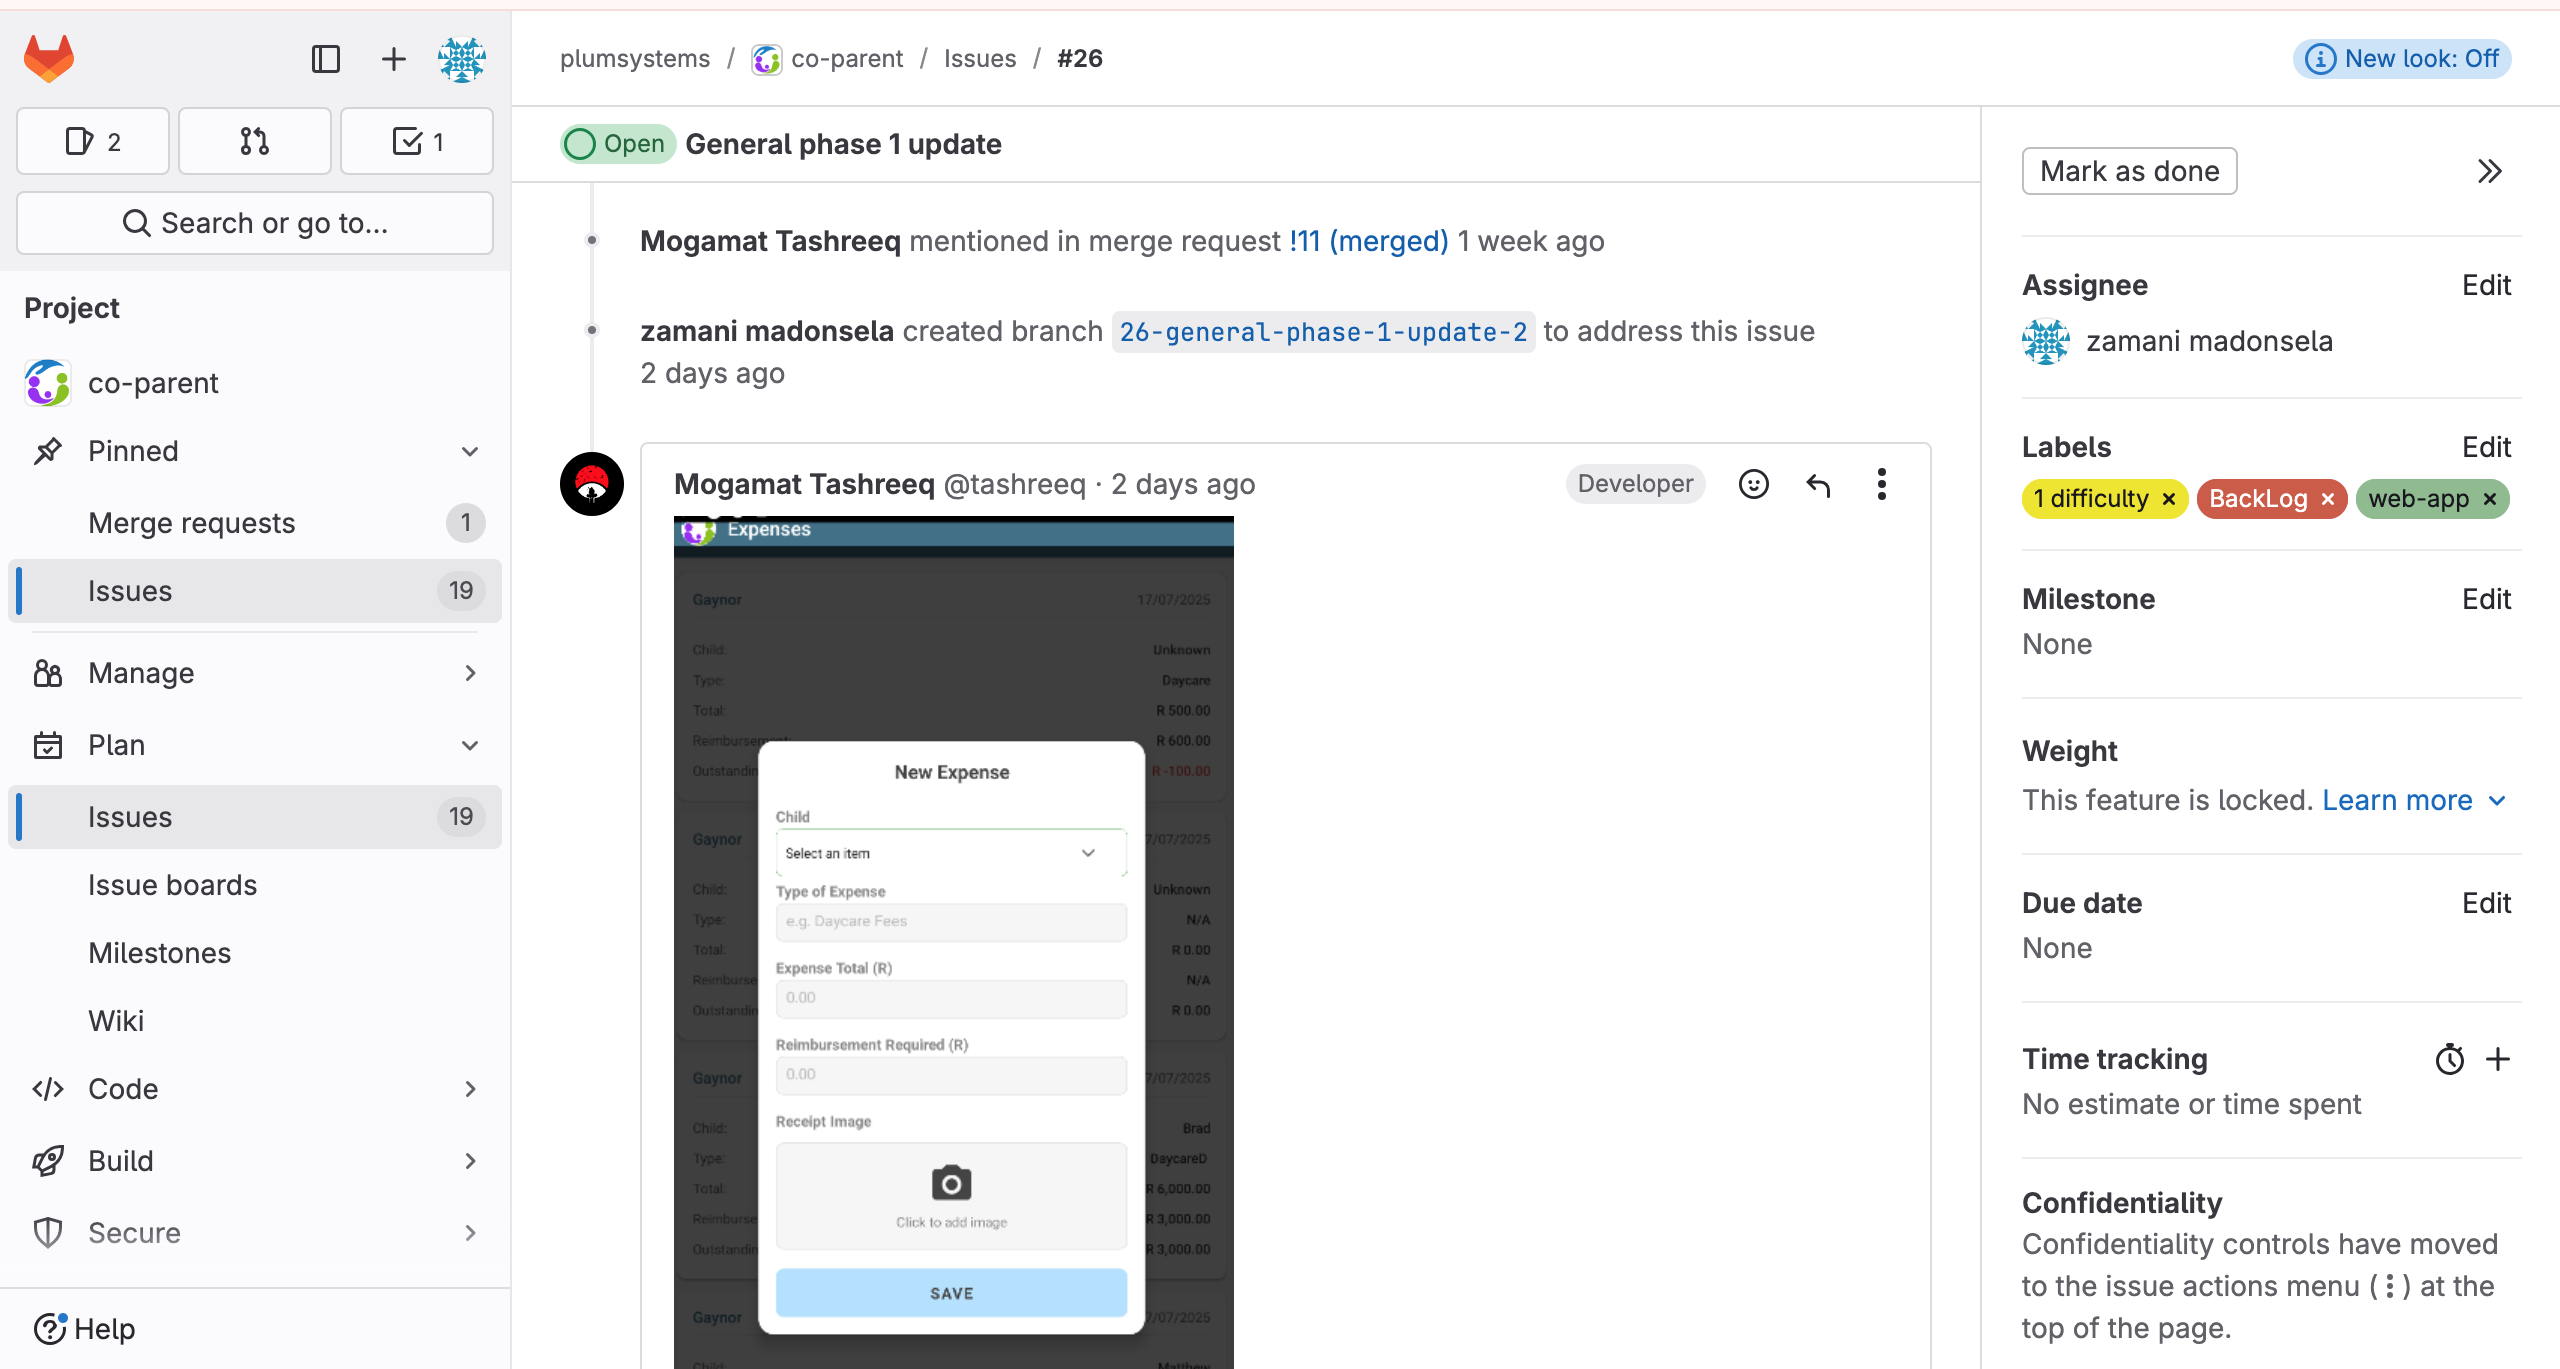 2
1
Search or go to...
Project
co-parent
Pinned
Merge requests 1
Issues 19
Manage
Plan
Issues 19
Issue boards
Milestones
Wiki
Code
Build
Secure
Help
plumsystems / co-parent / Issues / #26
New look: Off
Open General phase 1 update
Mogamat Tashreeq mentioned in merge request !11 (merged) 1 week ago
zamani madonsela created branch 26-general-phase-1-update-2 to address this issue
2 days ago
Mogamat Tashreeq @tashreeq · 2 days ago Developer
Expenses
Gaynor 17/07/2025
Child: Unknown
Type: Daycare
Total: R 500.00
Reimbursement: R 600.00
Outstandin R -100.00
Gaynor 7/07/2025
Child: Unknown
Type: N/A
Total: R 0.00
Reimburse N/A
Outstandin R 0.00
Gaynor 7/07/2025
Child: Brad
Type: DaycareD
Total: R 6,000.00
Reimburse R 3,000.00
Outstandin R 3,000.00
Gaynor 7/07/2025
Child: Matthew
New Expense
Child
Select an item
Type of Expense
e.g. Daycare Fees
Expense Total (R)
0.00
Reimbursement Required (R)
0.00
Receipt Image
Click to add image
SAVE
Mark as done
Assignee Edit
zamani madonsela
Labels Edit
1 difficulty × BackLog × web-app ×
Milestone Edit
None
Weight
This feature is locked. Learn more
Due date Edit
None
Time tracking
No estimate or time spent
Confidentiality
Confidentiality controls have moved
to the issue actions menu (⋮) at the
top of the page.